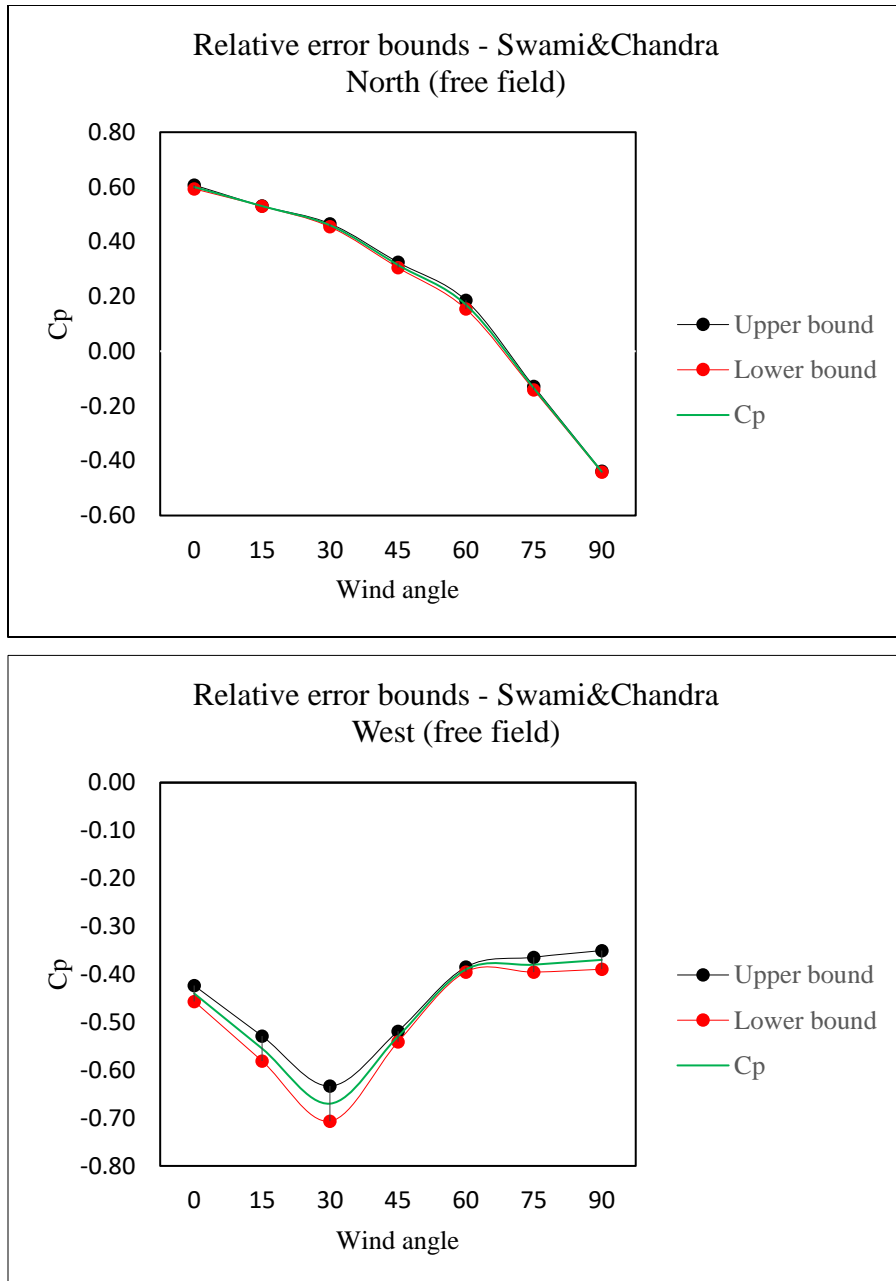 Relative error bounds - Swami&Chandra
North (free field)
0.80
0.60
0.40
0.20
0.00
-0.20
-0.40
-0.60
Cp
0 15 30 45 60 75 90
Wind angle
Upper bound
Lower bound
Cp
Relative error bounds - Swami&Chandra
West (free field)
0.00
-0.10
-0.20
-0.30
-0.40
-0.50
-0.60
-0.70
-0.80
Cp
0 15 30 45 60 75 90
Wind angle
Upper bound
Lower bound
Cp